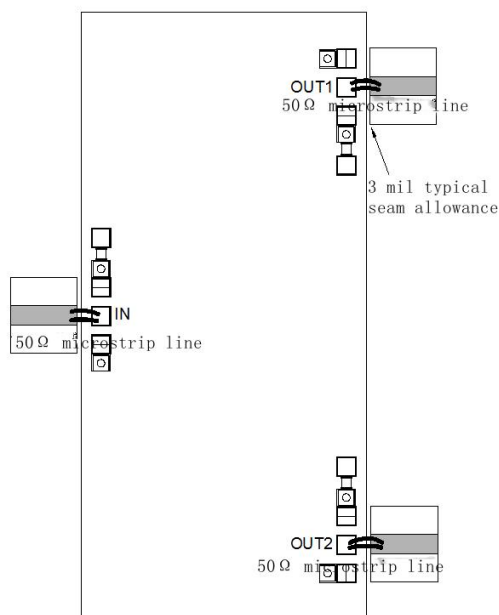 OUT1
50Ω microstrip line
3 mil typical
seam allowance
IN
50Ω microstrip line
OUT2
50Ω microstrip line